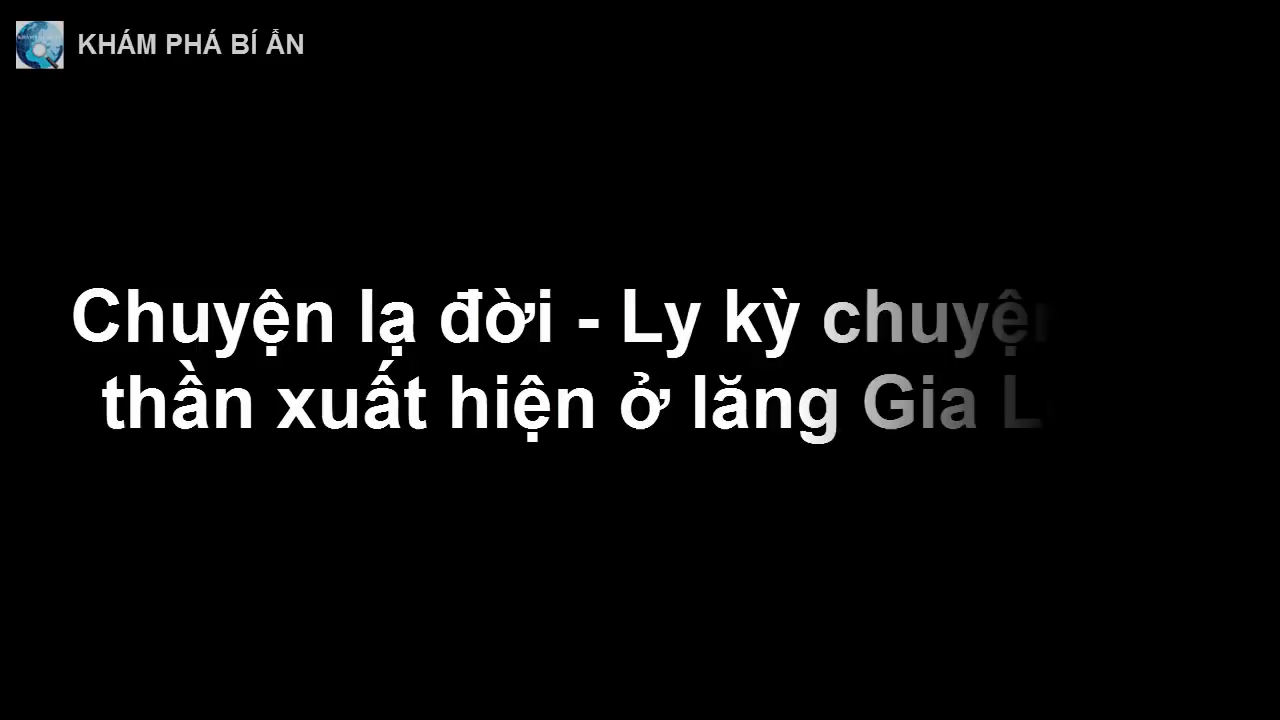 KHÁM PHÁ BÍ ẨN
Chuyện lạ đời - Ly kỳ chuyện
thần xuất hiện ở lăng Gia